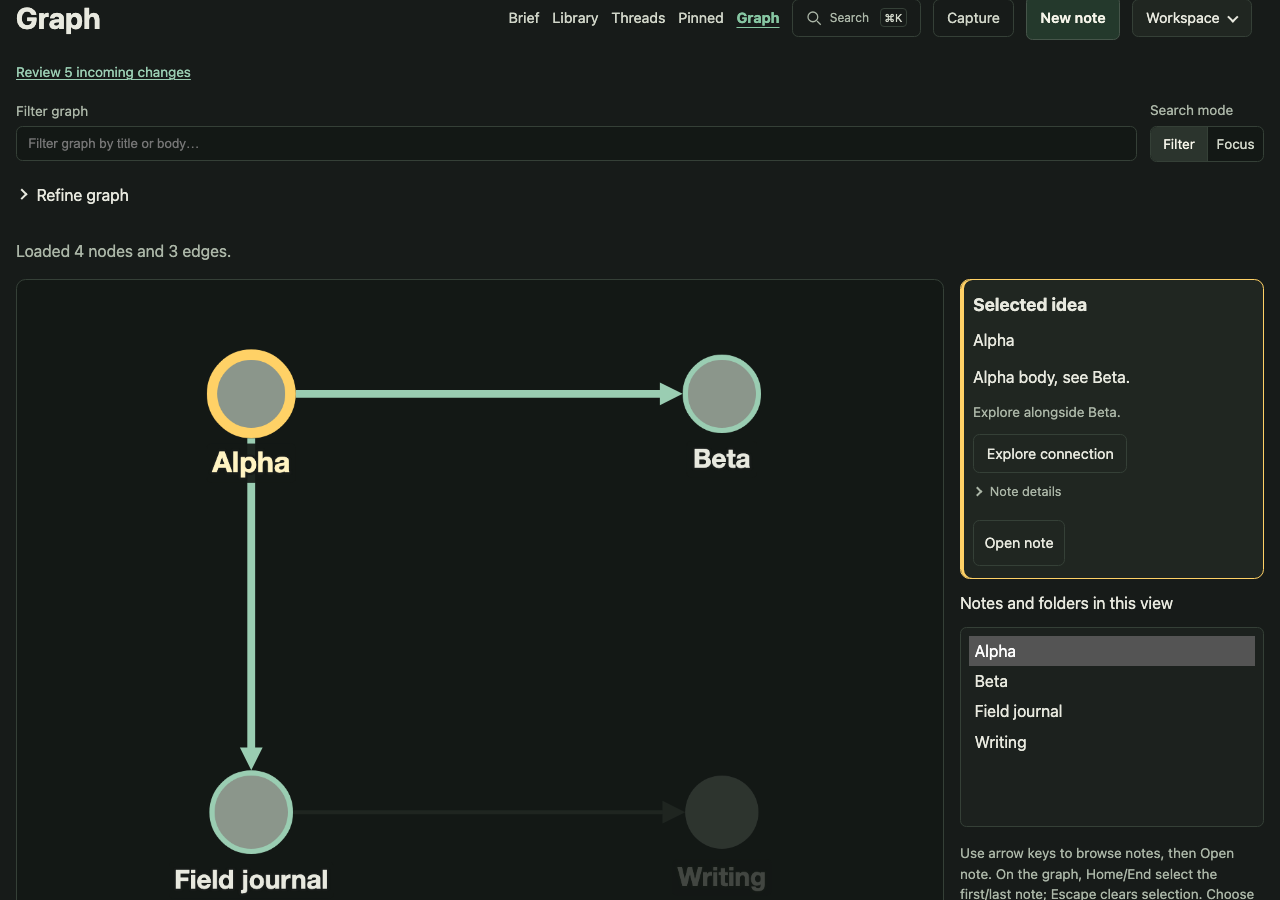 Graph
Brief Library Threads Pinned Graph Search ⌘K Capture New note Workspace
Review 5 incoming changes
Filter graph
Search mode
Filter graph by title or body…
Filter Focus
Refine graph
Loaded 4 nodes and 3 edges.
Alpha
Beta
Field journal
Writing
Selected idea
Alpha
Alpha body, see Beta.
Explore alongside Beta.
Explore connection
Note details
Open note
Notes and folders in this view
Alpha
Beta
Field journal
Writing
Use arrow keys to browse notes, then Open
note. On the graph, Home/End select the
first/last note; Escape clears selection. Choose